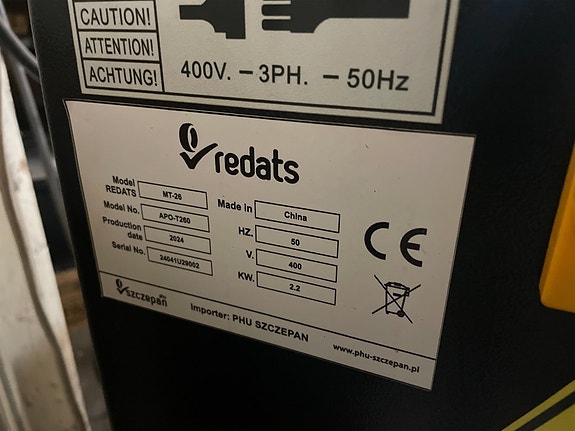 CAUTION!
ATTENTION!
ACHTUNG!
400V. – 3PH. – 50Hz
redats
Model REDATS MT-26
Model No. APO-T260
Production date 2024
Serial No. 24041U29002
Made in China
HZ. 50
V. 400
KW. 2.2
CE
szczepan
Importer: PHU SZCZEPAN
www.phu-szczepan.pl